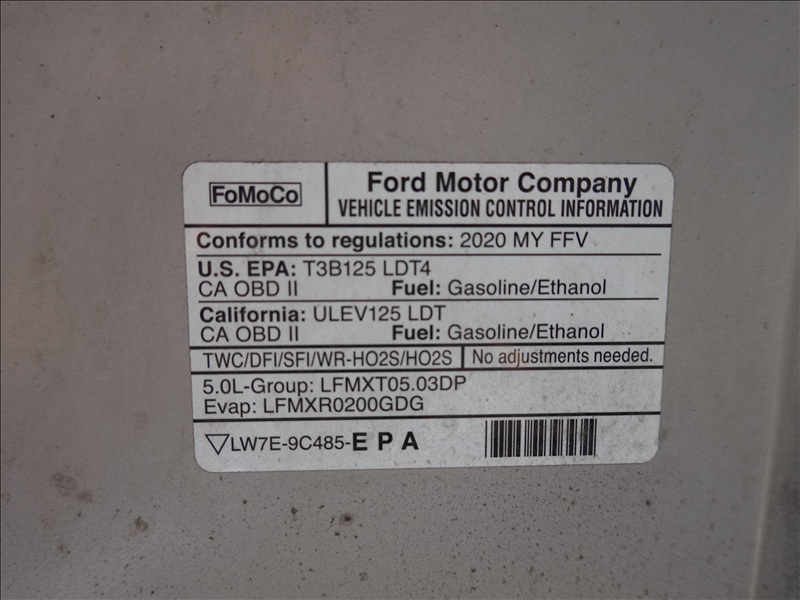 FoMoCo
Ford Motor Company
VEHICLE EMISSION CONTROL INFORMATION
Conforms to regulations: 2020 MY FFV
U.S. EPA: T3B125 LDT4
CA OBD II Fuel: Gasoline/Ethanol
California: ULEV125 LDT
CA OBD II Fuel: Gasoline/Ethanol
TWC/DFI/SFI/WR-HO2S/HO2S No adjustments needed.
5.0L-Group: LFMXT05.03DP
Evap: LFMXR0200GDG
LW7E-9C485-EPA